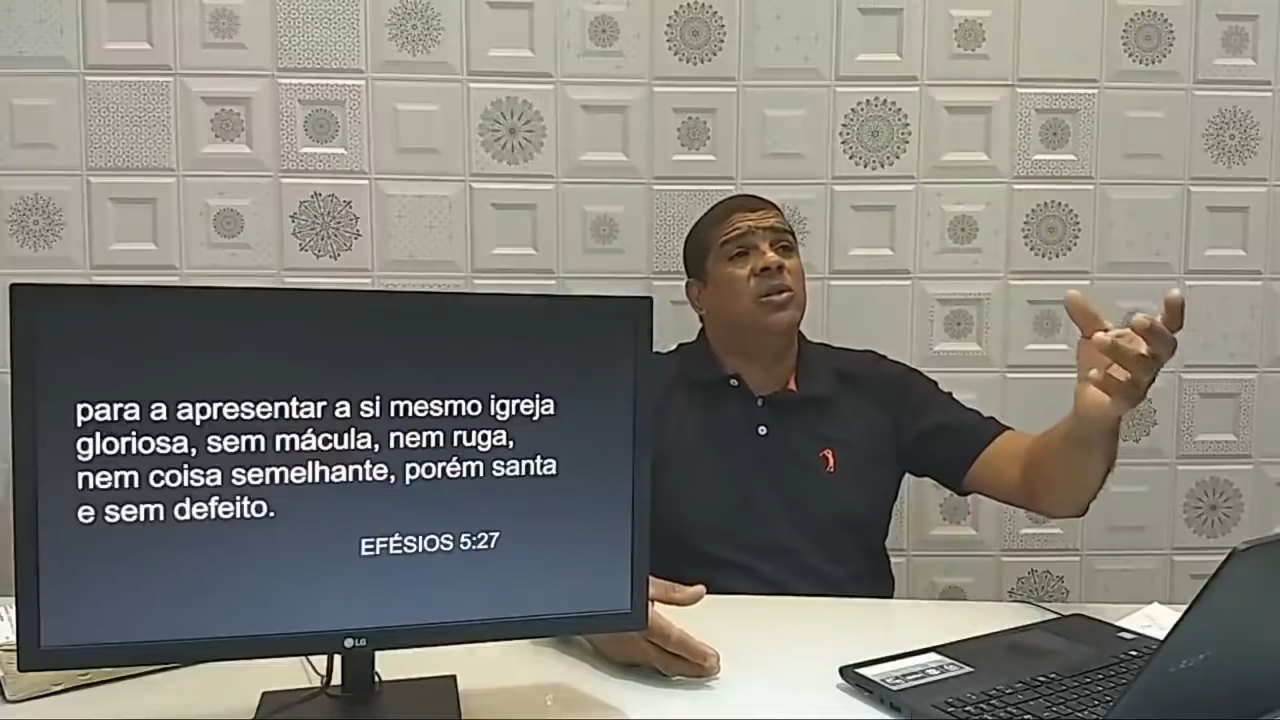 para a apresentar a si mesmo igreja
gloriosa, sem mácula, nem ruga,
nem coisa semelhante, porém santa
e sem defeito.
EFÉSIOS 5:27
LG